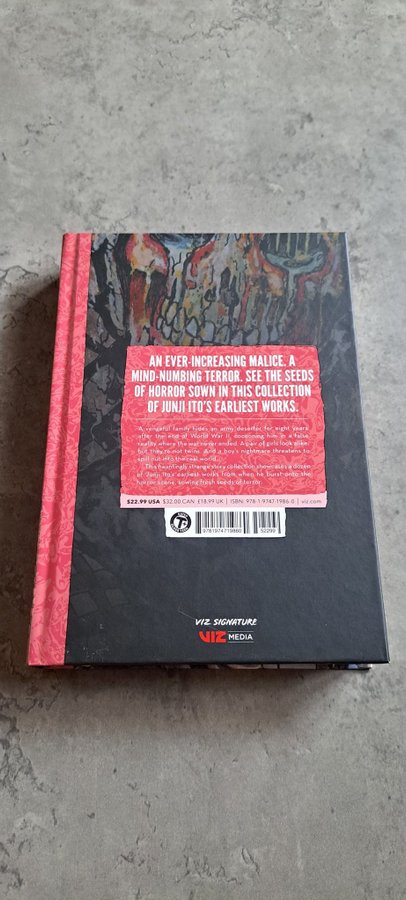 AN EVER-INCREASING MALICE. A
MIND-NUMBING TERROR. SEE THE SEEDS
OF HORROR SOWN IN THIS COLLECTION
OF JUNJI ITO'S EARLIEST WORKS.
A vengeful family hides an army deserter for eight years
after the end of World War II, cocooning him in a false
reality where the war never ended. A pair of girls look alike,
but they're not twins. And a boy's nightmare threatens to
spill out into the real world...
This hauntingly strange story collection showcases a dozen
of Junji Ito's earliest works from when he burst onto the
horror scene, sowing fresh seeds of terror.
$22.99 USA $32.00 CAN £18.99 UK | ISBN: 978-1-9747-1986-0 | viz.com
9781974719860 52299
VIZ SIGNATURE
VIZ MEDIA